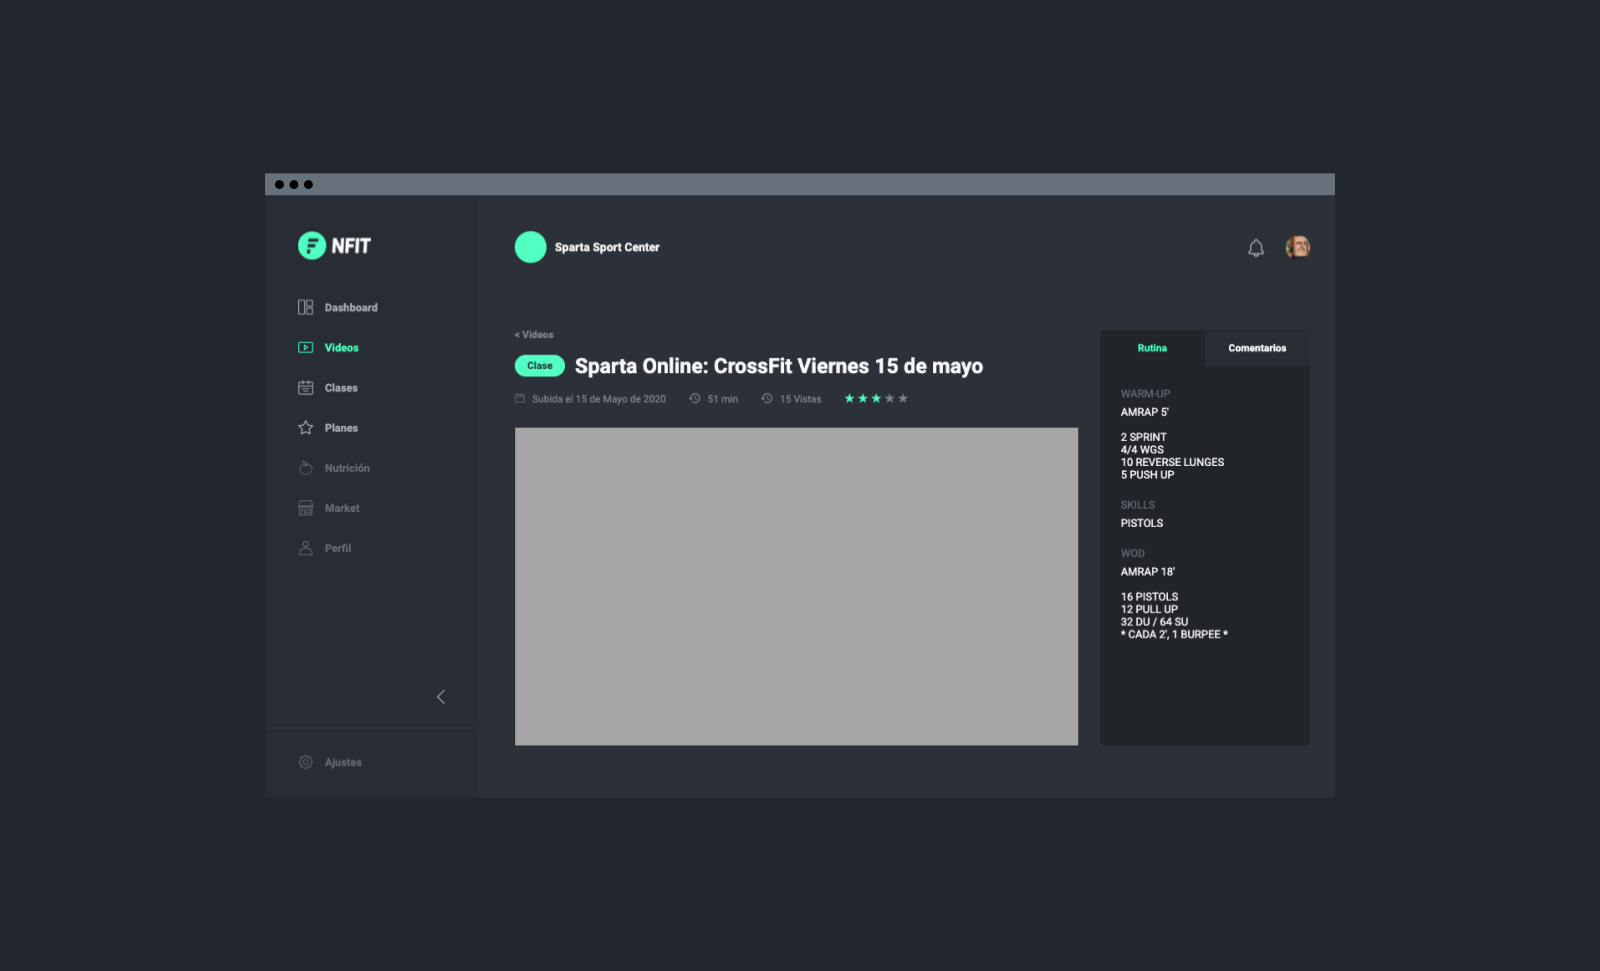 NFIT
Sparta Sport Center
Dashboard
Videos
Clases
Planes
Nutrición
Market
Perfil
Ajustes
< Videos
Clase
Sparta Online: CrossFit Viernes 15 de mayo
Subida el 15 de Mayo de 2020
51 min
15 Vistas
Rutina
Comentarios
WARM-UP
AMRAP 5'
2 SPRINT
4/4 WGS
10 REVERSE LUNGES
5 PUSH UP
SKILLS
PISTOLS
WOD
AMRAP 18'
16 PISTOLS
12 PULL UP
32 DU / 64 SU
* CADA 2', 1 BURPEE *